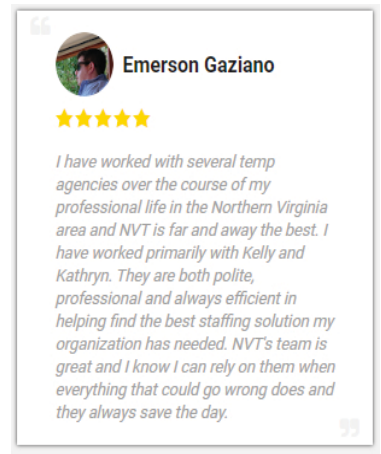 Emerson Gaziano
I have worked with several temp
agencies over the course of my
professional life in the Northern Virginia
area and NVT is far and away the best. I
have worked primarily with Kelly and
Kathryn. They are both polite,
professional and always efficient in
helping find the best staffing solution my
organization has needed. NVT's team is
great and I know I can rely on them when
everything that could go wrong does and
they always save the day.